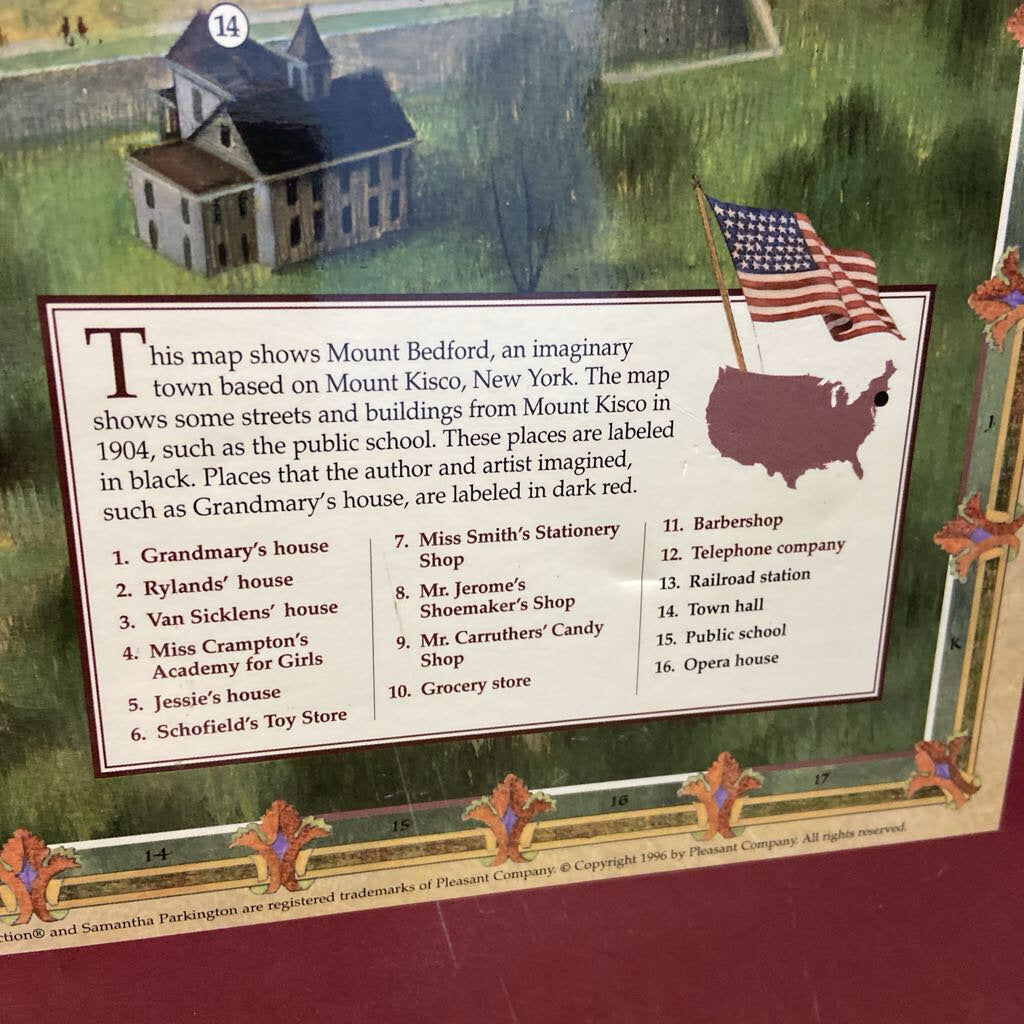 14
This map shows Mount Bedford, an imaginary
town based on Mount Kisco, New York. The map
shows some streets and buildings from Mount Kisco in
1904, such as the public school. These places are labeled
in black. Places that the author and artist imagined,
such as Grandmary's house, are labeled in dark red.
1. Grandmary's house
2. Rylands' house
3. Van Sicklens' house
4. Miss Crampton's
Academy for Girls
5. Jessie's house
6. Schofield's Toy Store
7. Miss Smith's Stationery
Shop
8. Mr. Jerome's
Shoemaker's Shop
9. Mr. Carruthers' Candy
Shop
10. Grocery store
11. Barbershop
12. Telephone company
13. Railroad station
14. Town hall
15. Public school
16. Opera house
J
K
14 15 16 17
ction® and Samantha Parkington are registered trademarks of Pleasant Company. © Copyright 1996 by Pleasant Company. All rights reserved.